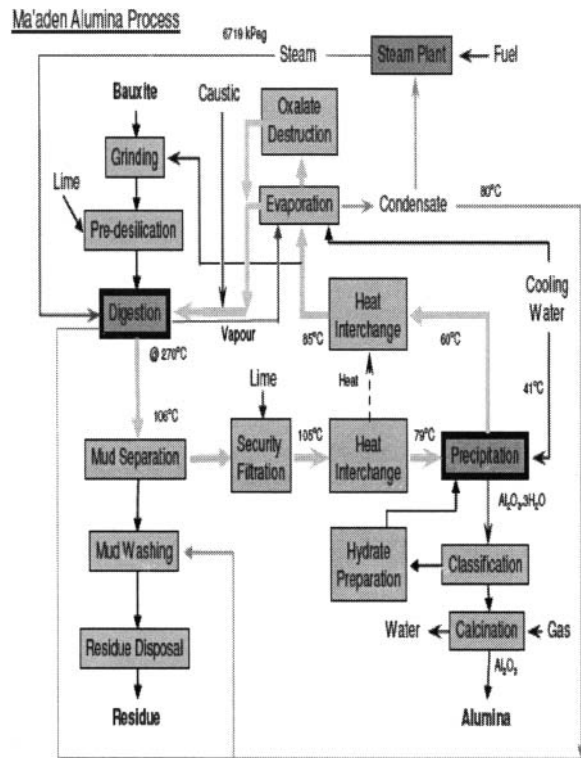 Ma'aden Alumina Process
6719 kPag
Steam
Steam Plant
Fuel
Bauxite
Caustic
Oxalate
Destruction
Grinding
Lime
Evaporation
Condensate
80°C
Pre-desilication
Cooling
Water
Digestion
Vapour
Heat
Interchange
@ 270°C
85°C
60°C
41°C
Heat
106°C
Lime
Mud Separation
Security
Filtration
105°C
Heat
Interchange
79°C
Precipitation
Al₂O₃.3H₂O
Mud Washing
Hydrate
Preparation
Classification
Residue Disposal
Water
Calcination
Gas
Al₂O₃
Residue
Alumina